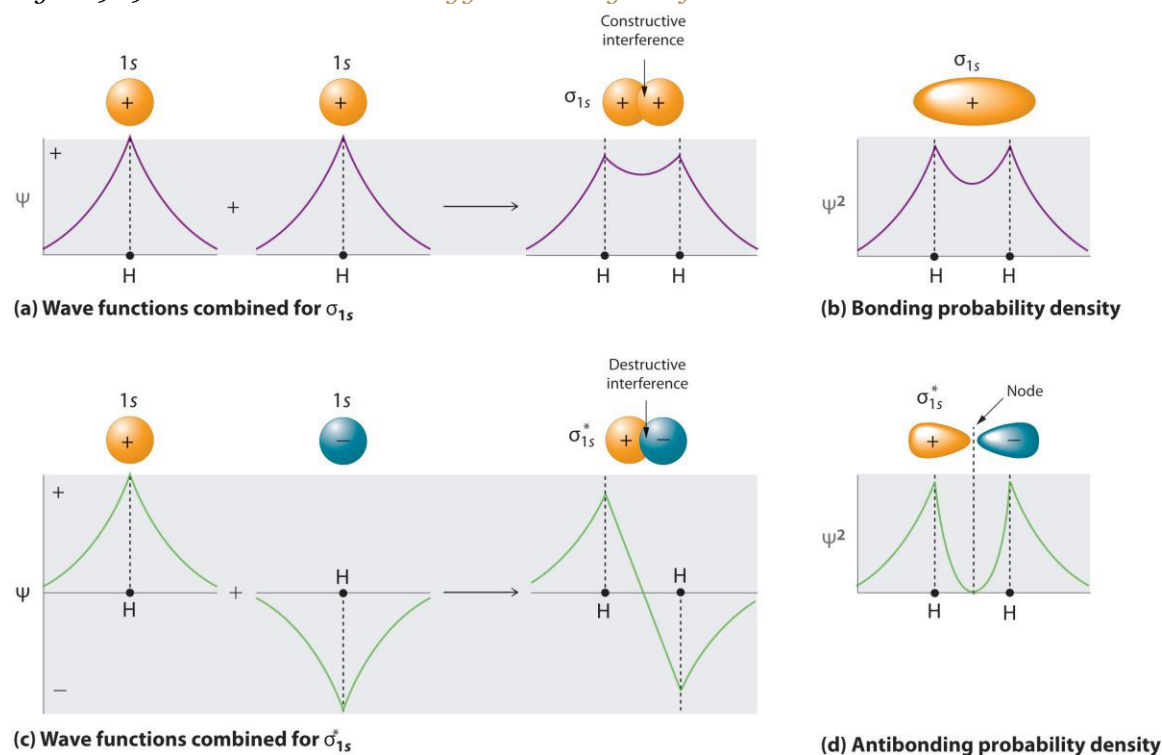 Constructive
interference
1s
1s
σ1s
+
+
+
+
σ1s
+
+
Ψ
+
Ψ²
H
H
H
H
H
H
(a) Wave functions combined for σ1s
(b) Bonding probability density
Destructive
interference
Node
1s
1s
σ*1s
+
−
+
−
σ*1s
+
−
+
Ψ
+
Ψ²
H
H
H
H
H
H
−
(c) Wave functions combined for σ*1s
(d) Antibonding probability density